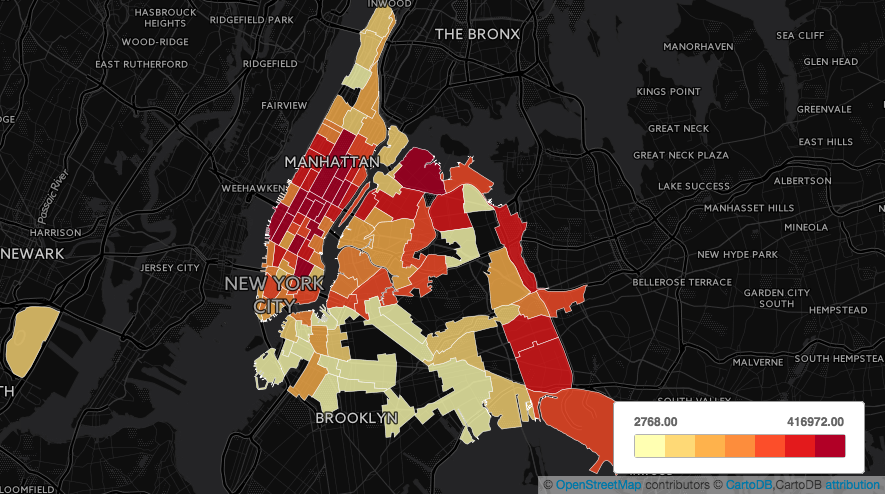 INWOOD
HASBROUCK
HEIGHTS
RIDGEFIELD PARK
THE BRONX
SEA CLIFF
WOOD-RIDGE
MANORHAVEN
EAST RUTHERFORD
RIDGEFIELD
GLEN HEAD
KINGS POINT
FAIRVIEW
GREENVALE
GREAT NECK
EAST HILLS
MANHATTAN
GREAT NECK PLAZA
Passaic River
WEEHAWKEN
LAKE SUCCESS
ALBERTSON
MANHASSET HILLS
HARRISON
MINEOLA
NEWARK
NEW HYDE PARK
JERSEY CITY
NEW YORK
CITY
BELLEROSE TERRACE
GARDEN CITY
SOUTH
HEMPSTEAD
MALVERNE
SOUTH HEMPSTEA
TH
SOUTH VALLEY
BROOKLYN
2768.00
416972.00
LOOMFIELD
© OpenStreetMap contributors © CartoDB,CartoDB attribution